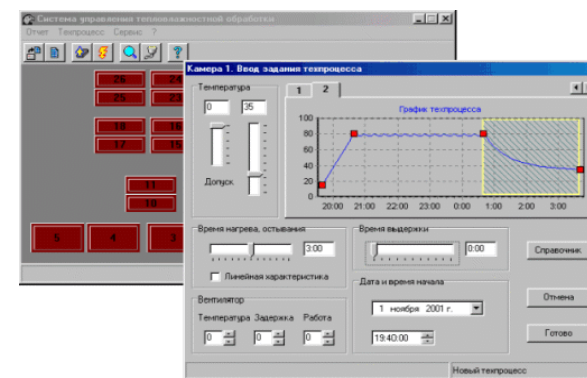 Система управления тепловлажностной обработки
Отчет Техпроцесс Сервис ?
26 24
25 23
18 16
17 15
11
10
5 4 3
Камера 1. Ввод задания техпроцесса
Температура
0 35
Допуск
1 2
График техпроцесса
100
80
60
40
20
0
20:00 21:00 22:00 23:00 0:00 1:00 2:00 3:00
Время нагрева, остывания
3:00
Линейная характеристика
Время выдержки
0:00
Справочник
Вентилятор
Температура Задержка Работа
0 0 0
Дата и время начала
1 ноября 2001 г.
19:40:00
Отмена
Готово
Новый техпроцесс